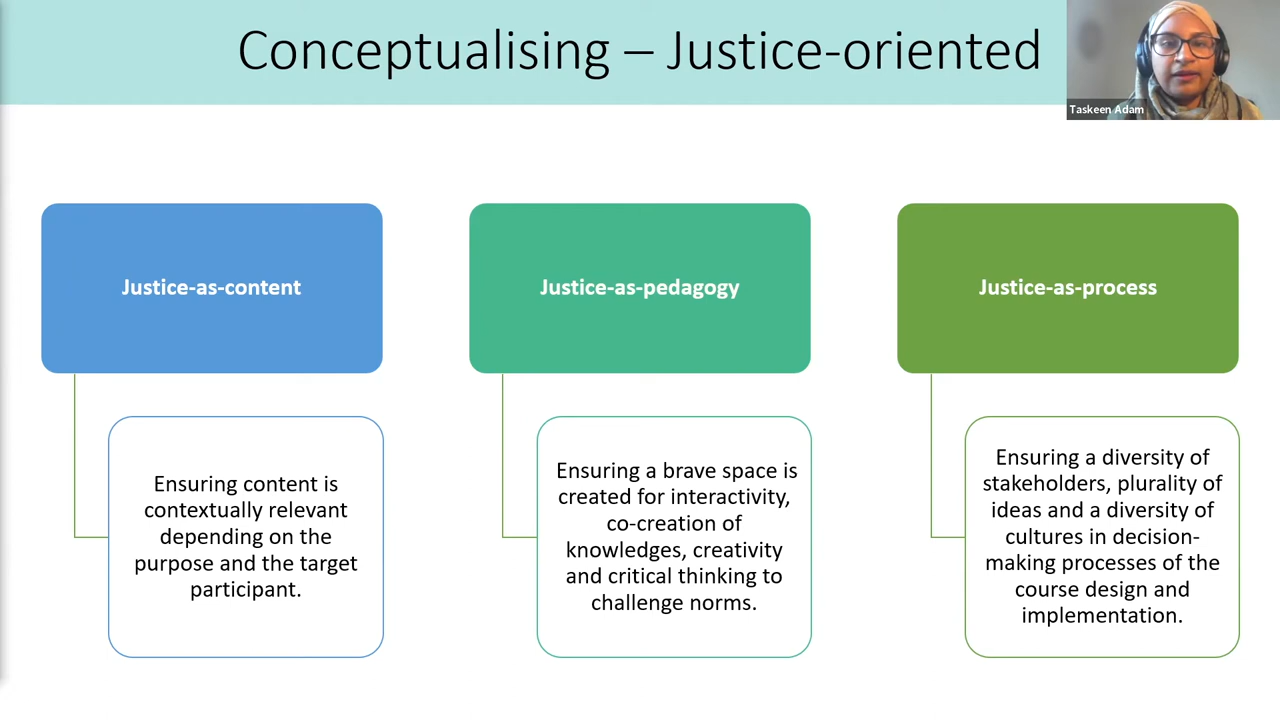 Conceptualising – Justice-oriented
Taskeen Adam
Justice-as-content
Ensuring content is
contextually relevant
depending on the
purpose and the target
participant.
Justice-as-pedagogy
Ensuring a brave space is
created for interactivity,
co-creation of
knowledges, creativity
and critical thinking to
challenge norms.
Justice-as-process
Ensuring a diversity of
stakeholders, plurality of
ideas and a diversity of
cultures in decision-
making processes of the
course design and
implementation.